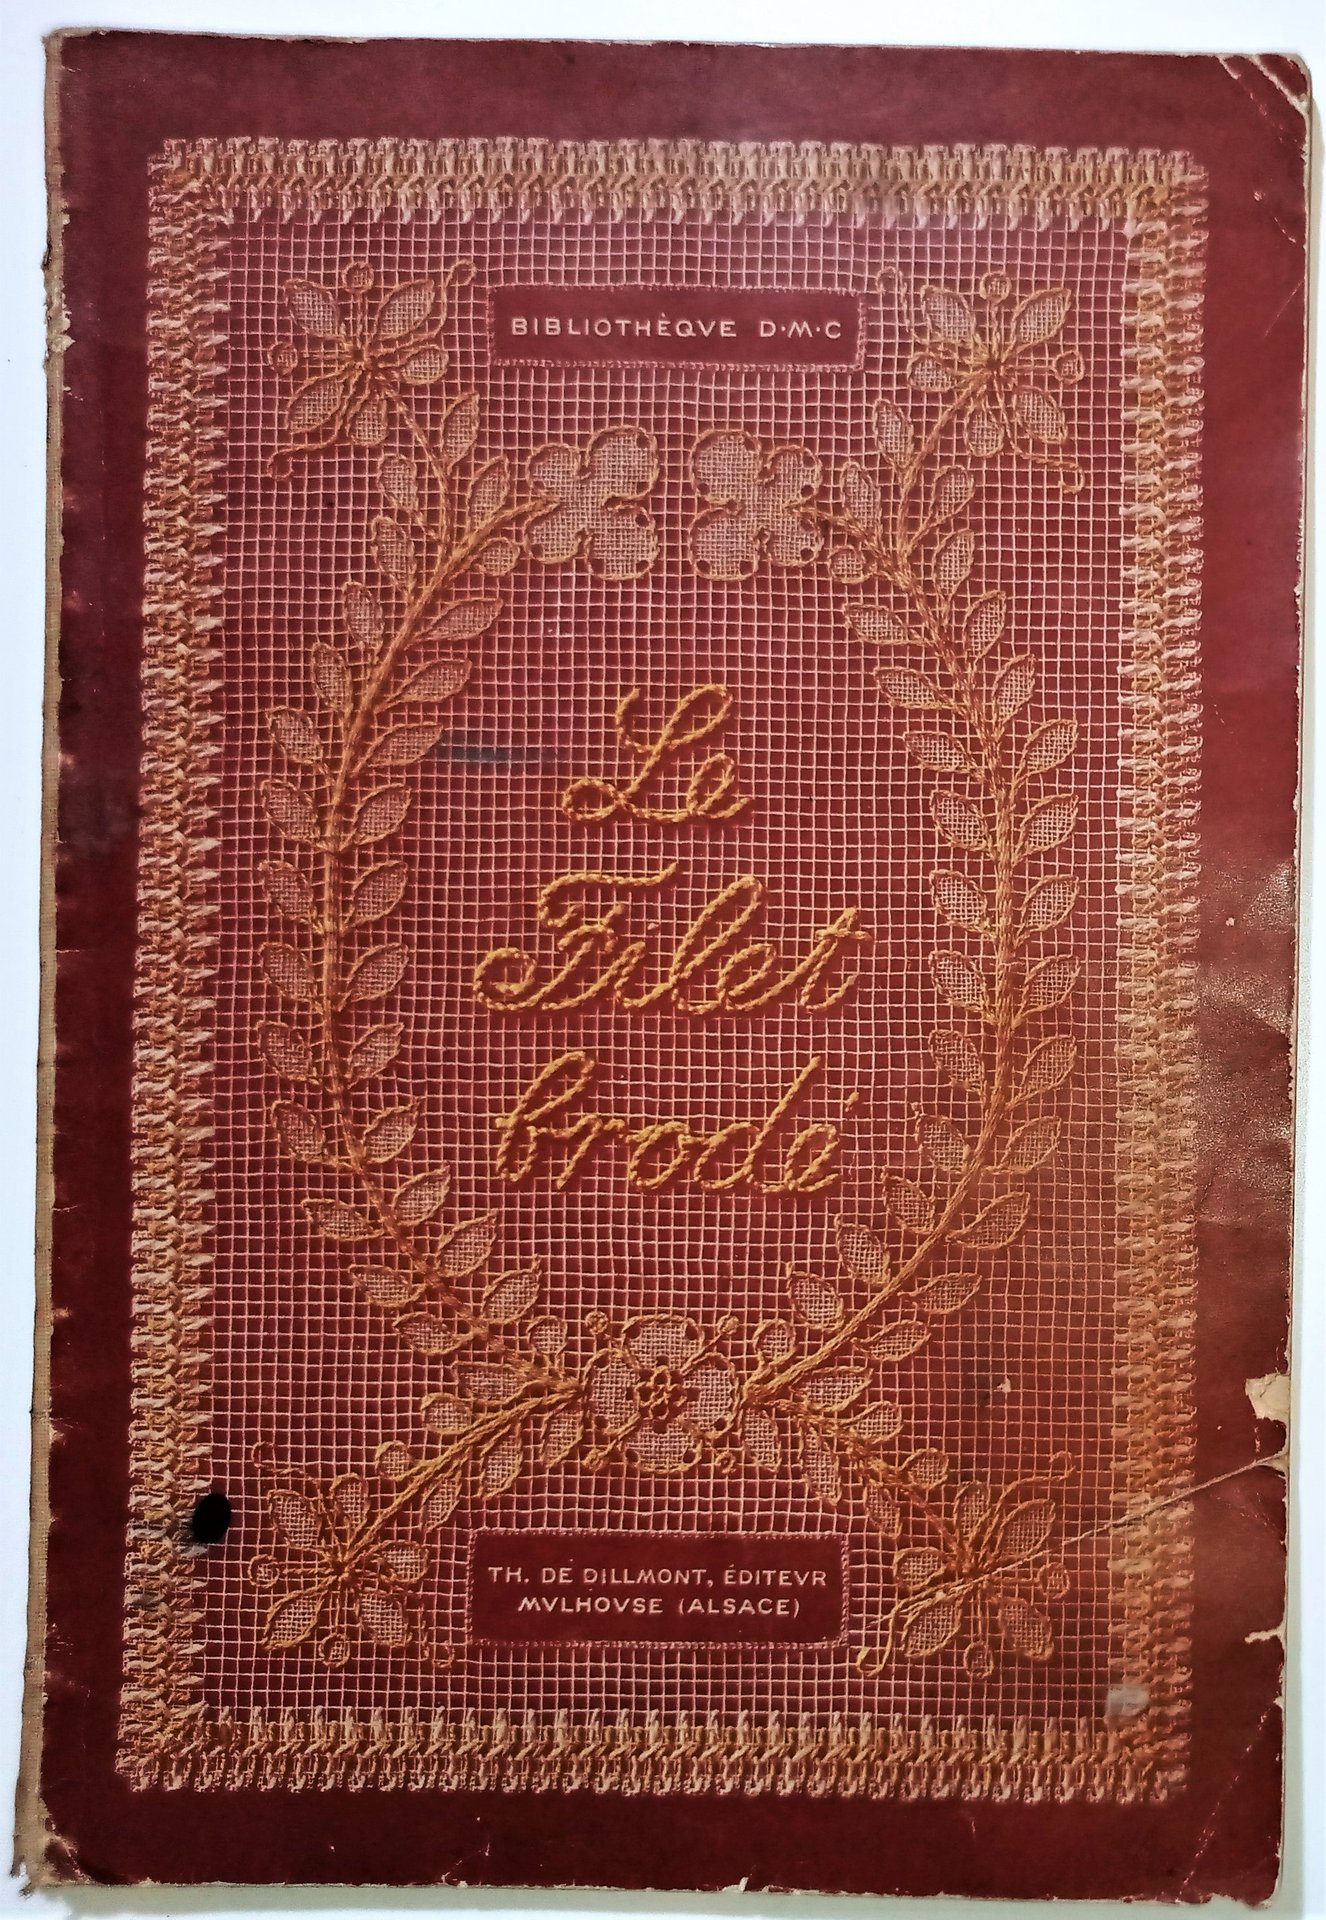 BIBLIOTHÈQVE D·M·C
Le
Filet
brodé
TH. DE DILLMONT, ÉDITEVR
MVLHOVSE (ALSACE)